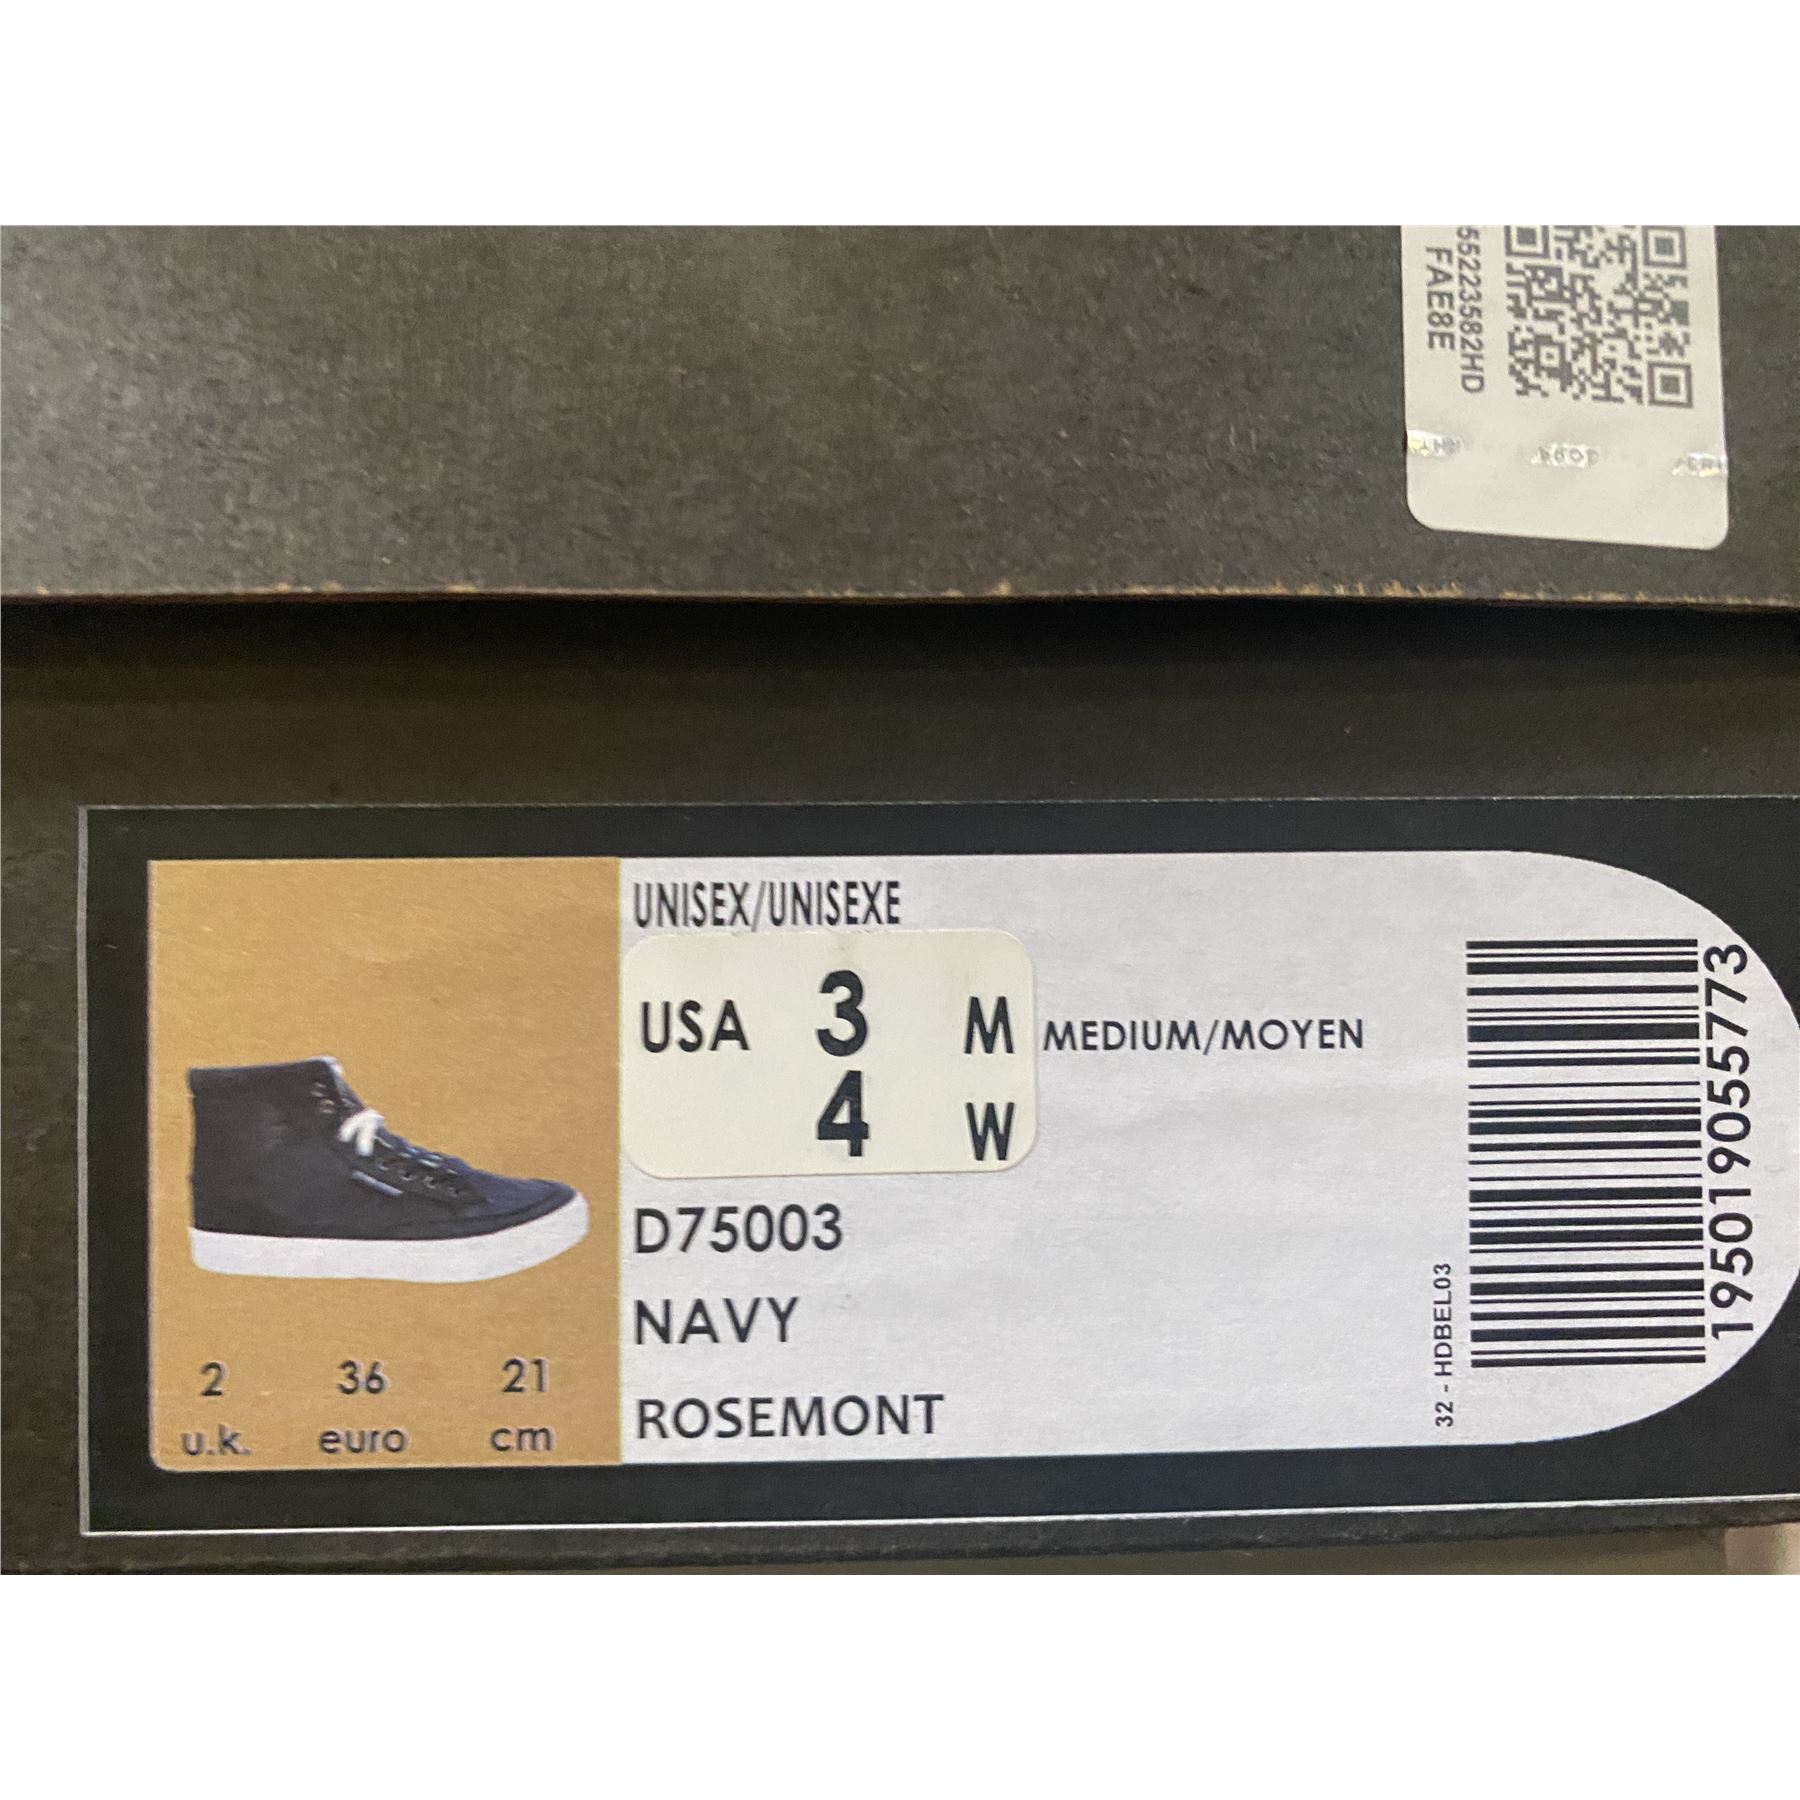 55223582HD
FAE8E
UNISEX/UNISEXE
USA 3 M MEDIUM/MOYEN
4 W
D75003
NAVY
ROSEMONT
2 36 21
u.k. euro cm
32 - HDBEL03
195019055773